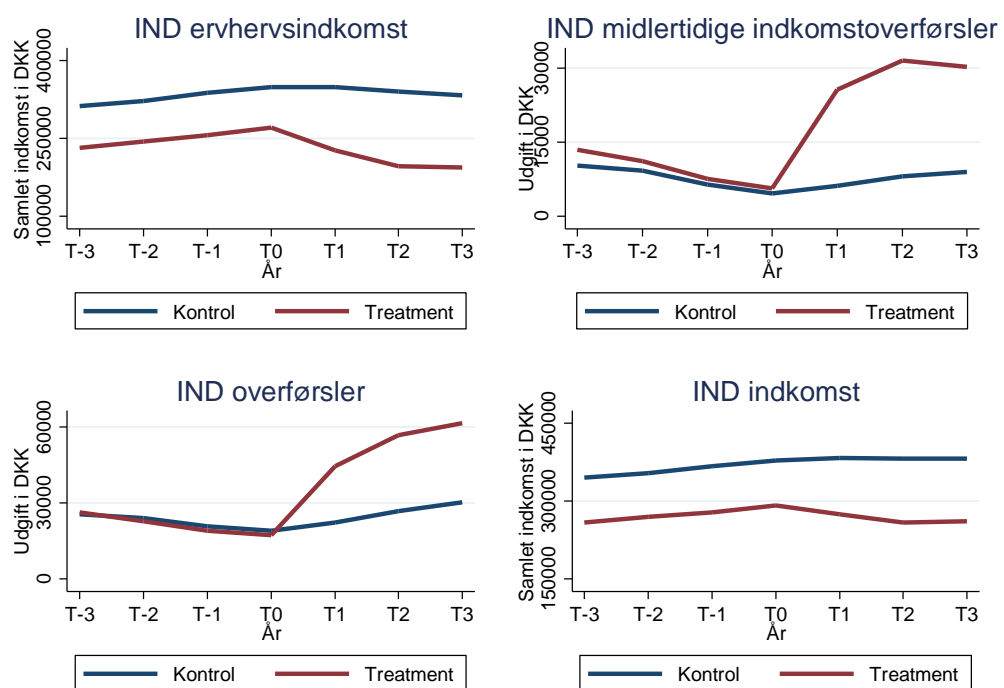 IND ervhervsindkomst
Samlet indkomst i DKK
400000
250000
100000
T-3 T-2 T-1 T0 T1 T2 T3
År
Kontrol Treatment
IND midlertidige indkomstoverførsler
Udgift i DKK
30000
15000
0
T-3 T-2 T-1 T0 T1 T2 T3
År
Kontrol Treatment
IND overførsler
Udgift i DKK
60000
30000
0
T-3 T-2 T-1 T0 T1 T2 T3
År
Kontrol Treatment
IND indkomst
Samlet indkomst i DKK
450000
300000
150000
T-3 T-2 T-1 T0 T1 T2 T3
År
Kontrol Treatment